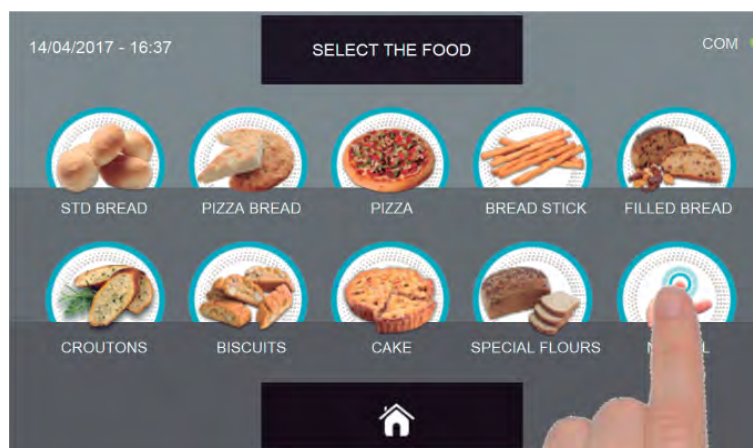 14/04/2017 - 16:37
SELECT THE FOOD
COM
STD BREAD
PIZZA BREAD
PIZZA
BREAD STICK
FILLED BREAD
CROUTONS
BISCUITS
CAKE
SPECIAL FLOURS